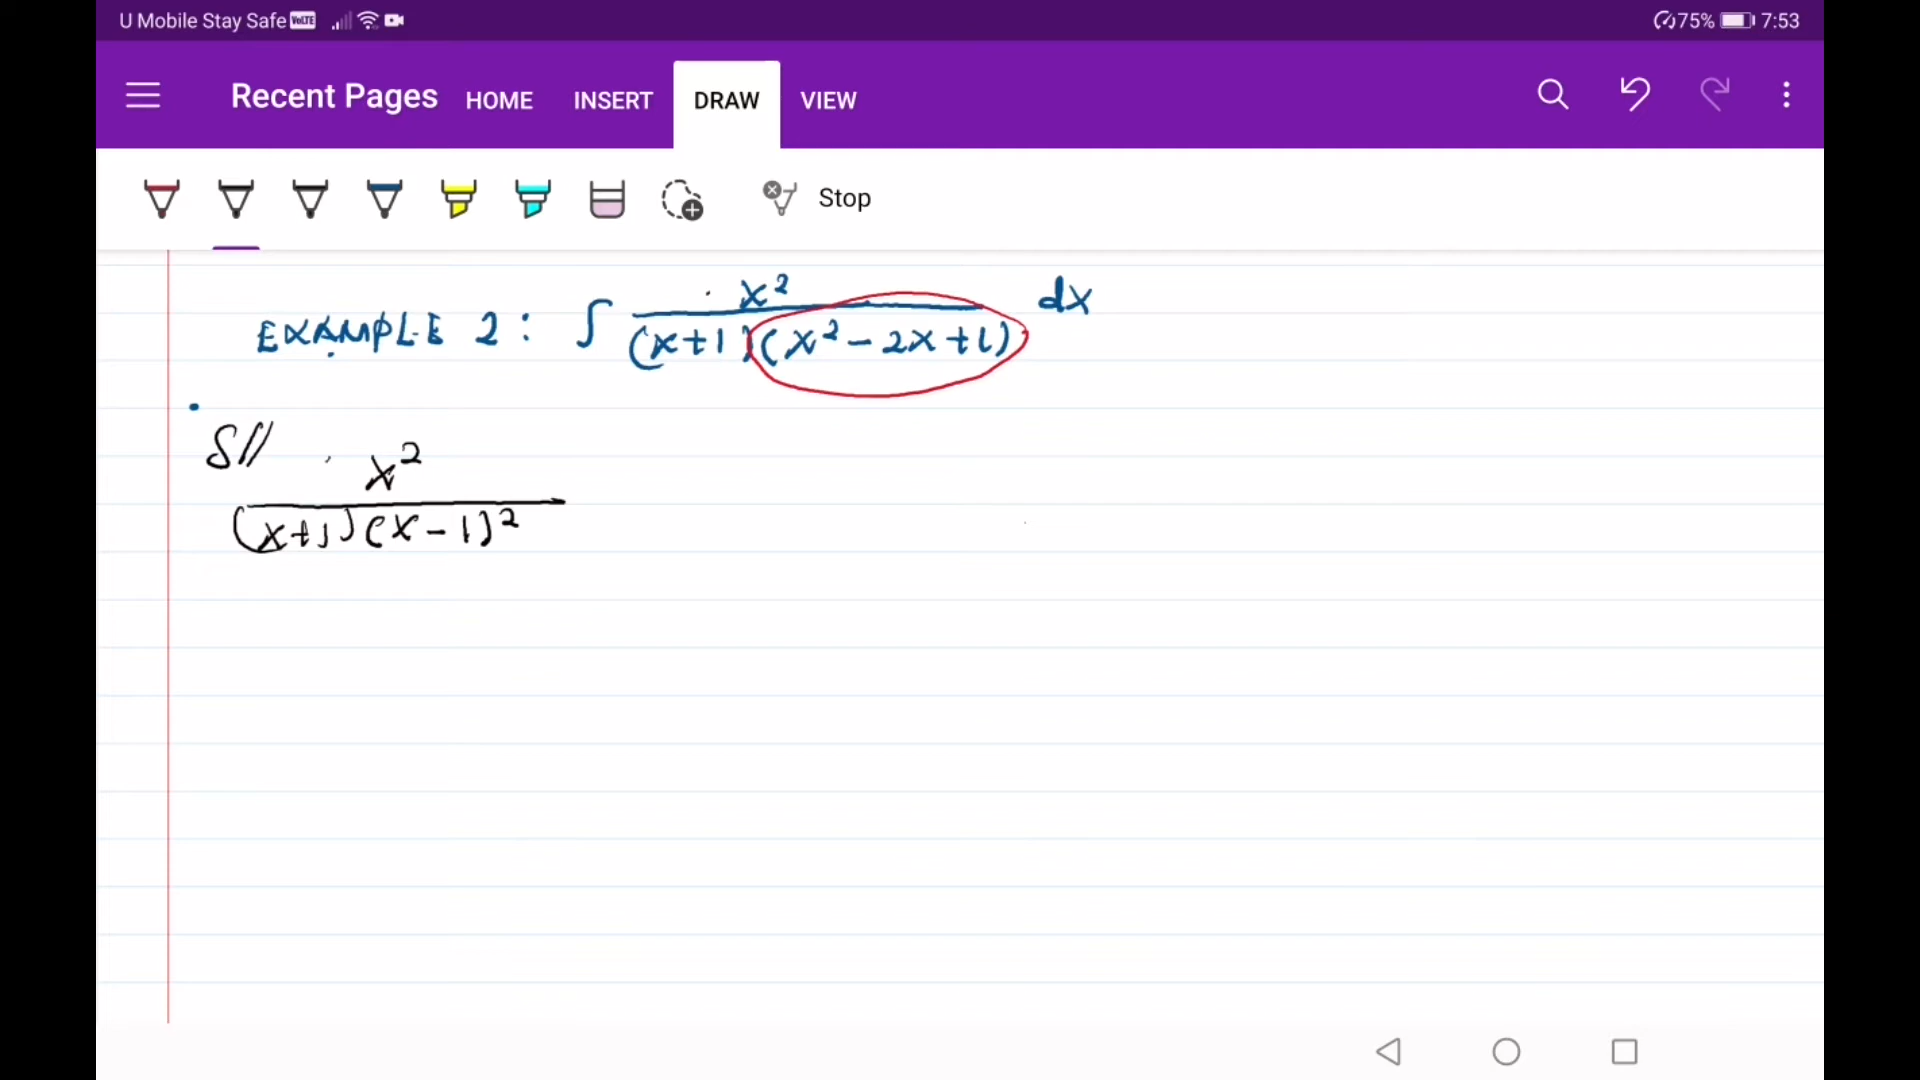 U Mobile Stay Safe VoLTE 75% 7:53
Recent Pages HOME INSERT DRAW VIEW
Stop
EXAMPLE 2: ∫ x² / (x+1)(x²-2x+1) dx
S//
x² / (x+1)(x-1)²